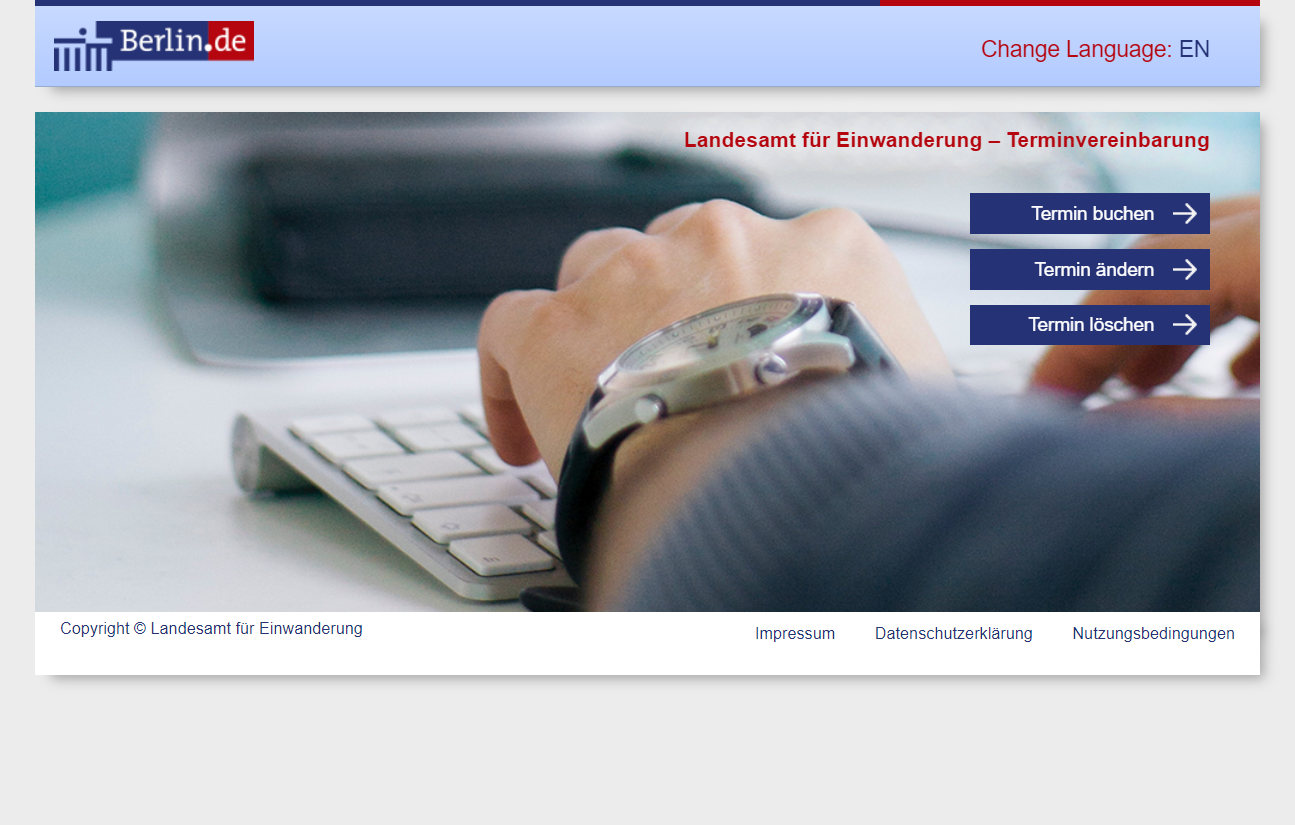 Berlin.de
Change Language: EN
Landesamt für Einwanderung – Terminvereinbarung
Termin buchen
Termin ändern
Termin löschen
Copyright © Landesamt für Einwanderung
Impressum Datenschutzerklärung Nutzungsbedingungen